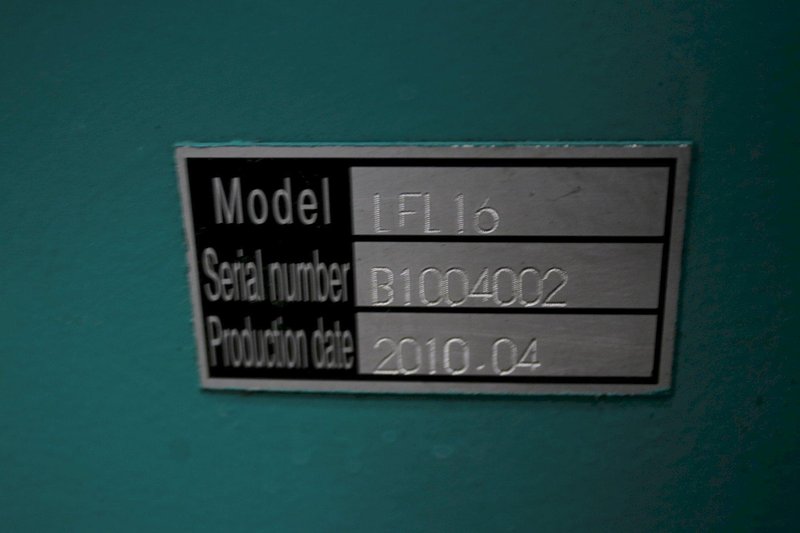 Model LFL16
Serial number B1004002
Production date 2010.04